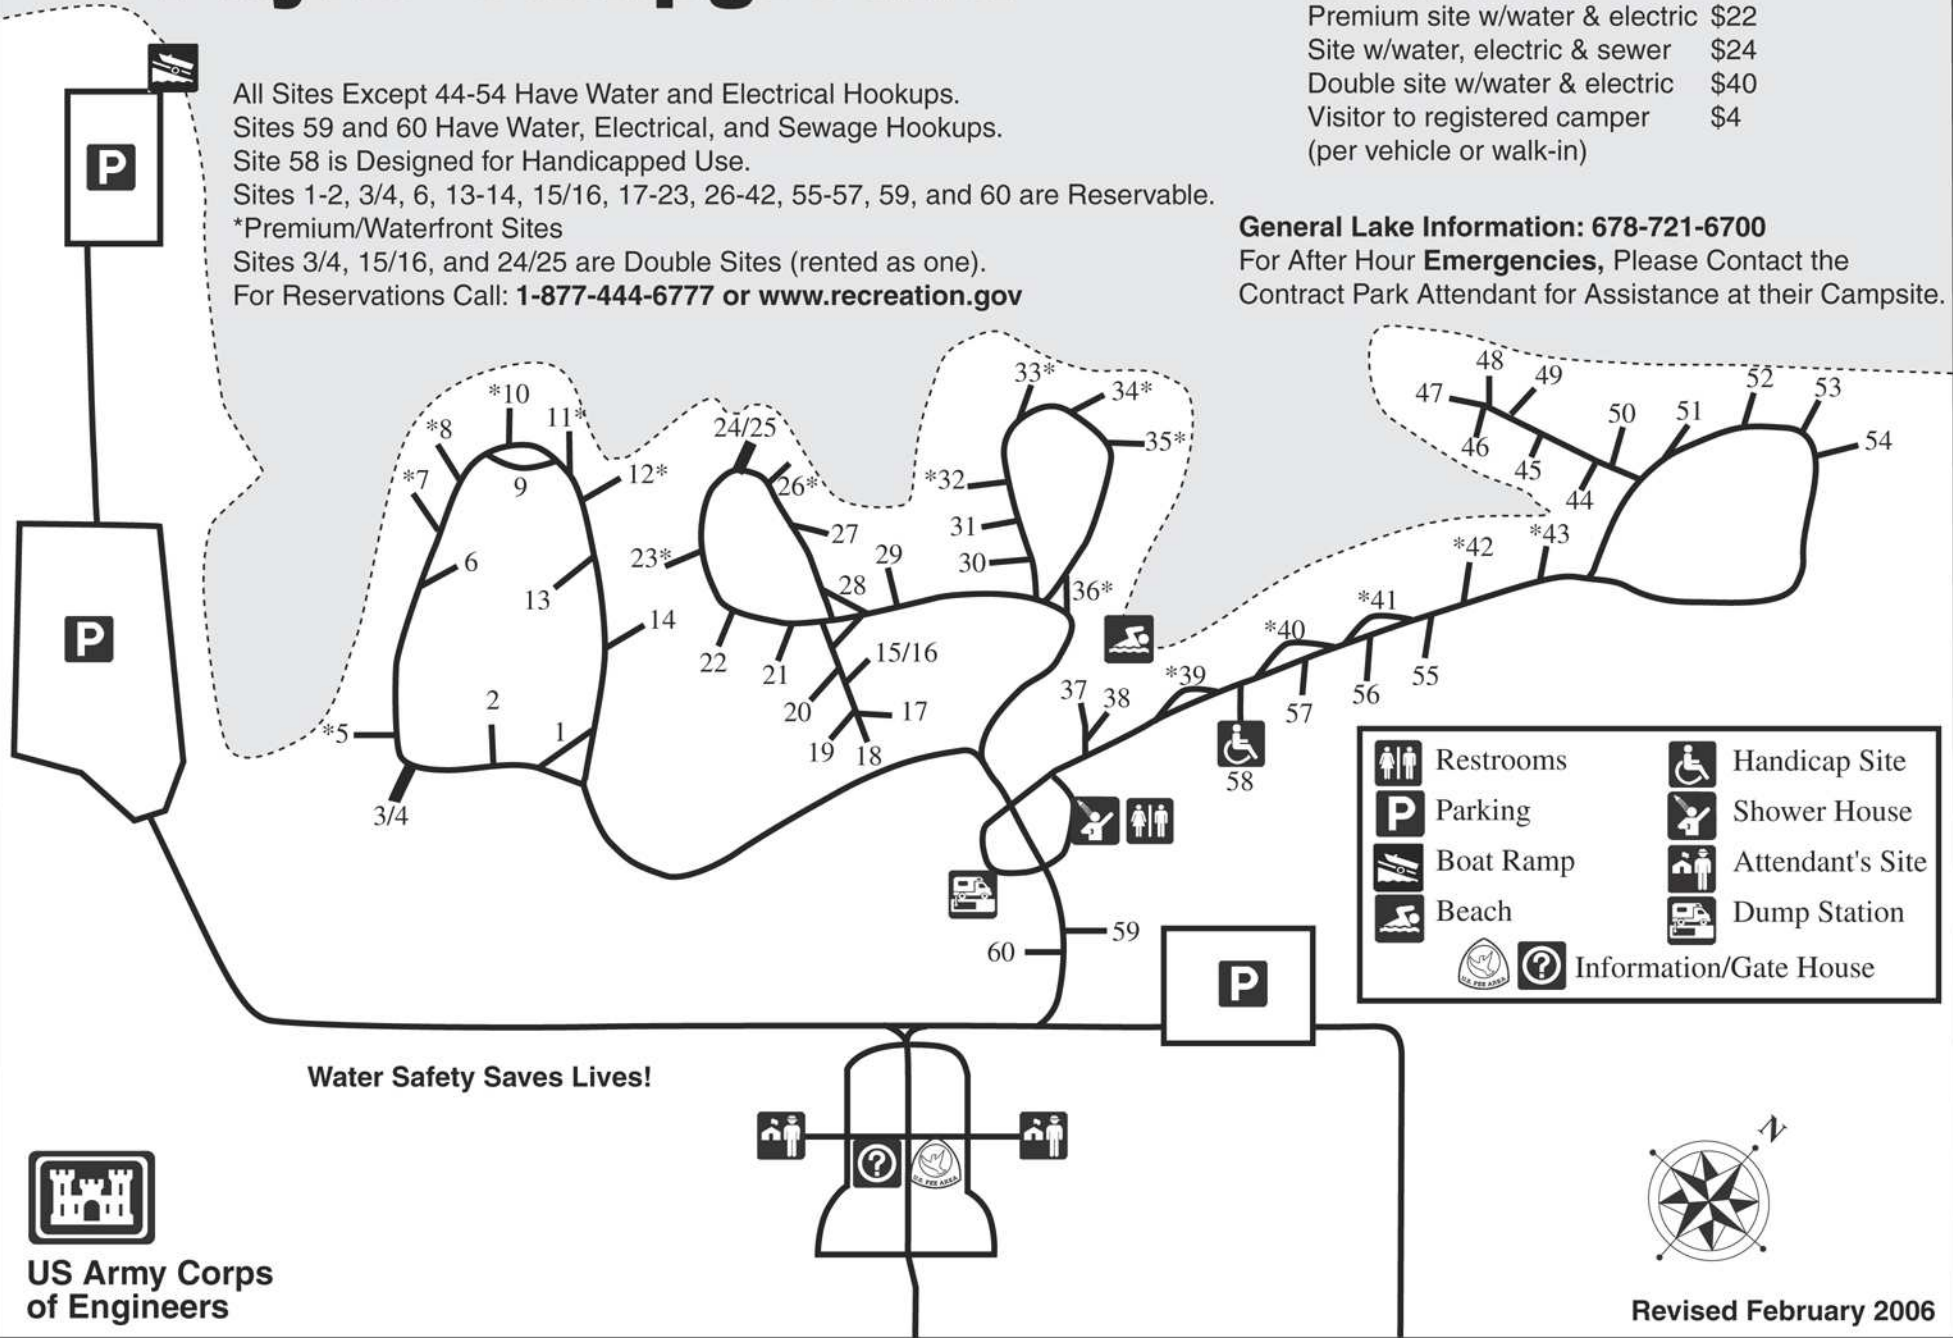 Premium site w/water & electric $22
Site w/water, electric & sewer $24
Double site w/water & electric $40
Visitor to registered camper $4
(per vehicle or walk-in)
All Sites Except 44-54 Have Water and Electrical Hookups.
Sites 59 and 60 Have Water, Electrical, and Sewage Hookups.
Site 58 is Designed for Handicapped Use.
Sites 1-2, 3/4, 6, 13-14, 15/16, 17-23, 26-42, 55-57, 59, and 60 are Reservable.
*Premium/Waterfront Sites
Sites 3/4, 15/16, and 24/25 are Double Sites (rented as one).
For Reservations Call: 1-877-444-6777 or www.recreation.gov
General Lake Information: 678-721-6700
For After Hour Emergencies, Please Contact the
Contract Park Attendant for Assistance at their Campsite.
P
P
*10
11*
*8
*7
9
12*
6
13
14
2
1
*5
3/4
24/25
26*
27
23*
28
29
22
21
15/16
20
17
19
18
33*
34*
35*
*32
31
30
36*
37
38
*39
*40
*41
*42
*43
58
57
56
55
48
49
47
46
45
44
50
51
52
53
54
59
60
P
Restrooms
Handicap Site
P
Parking
Shower House
Boat Ramp
Attendant's Site
Beach
Dump Station
U.S. FEE AREA
?
Information/Gate House
Water Safety Saves Lives!
?
U.S. FEE AREA
N
US Army Corps
of Engineers
Revised February 2006